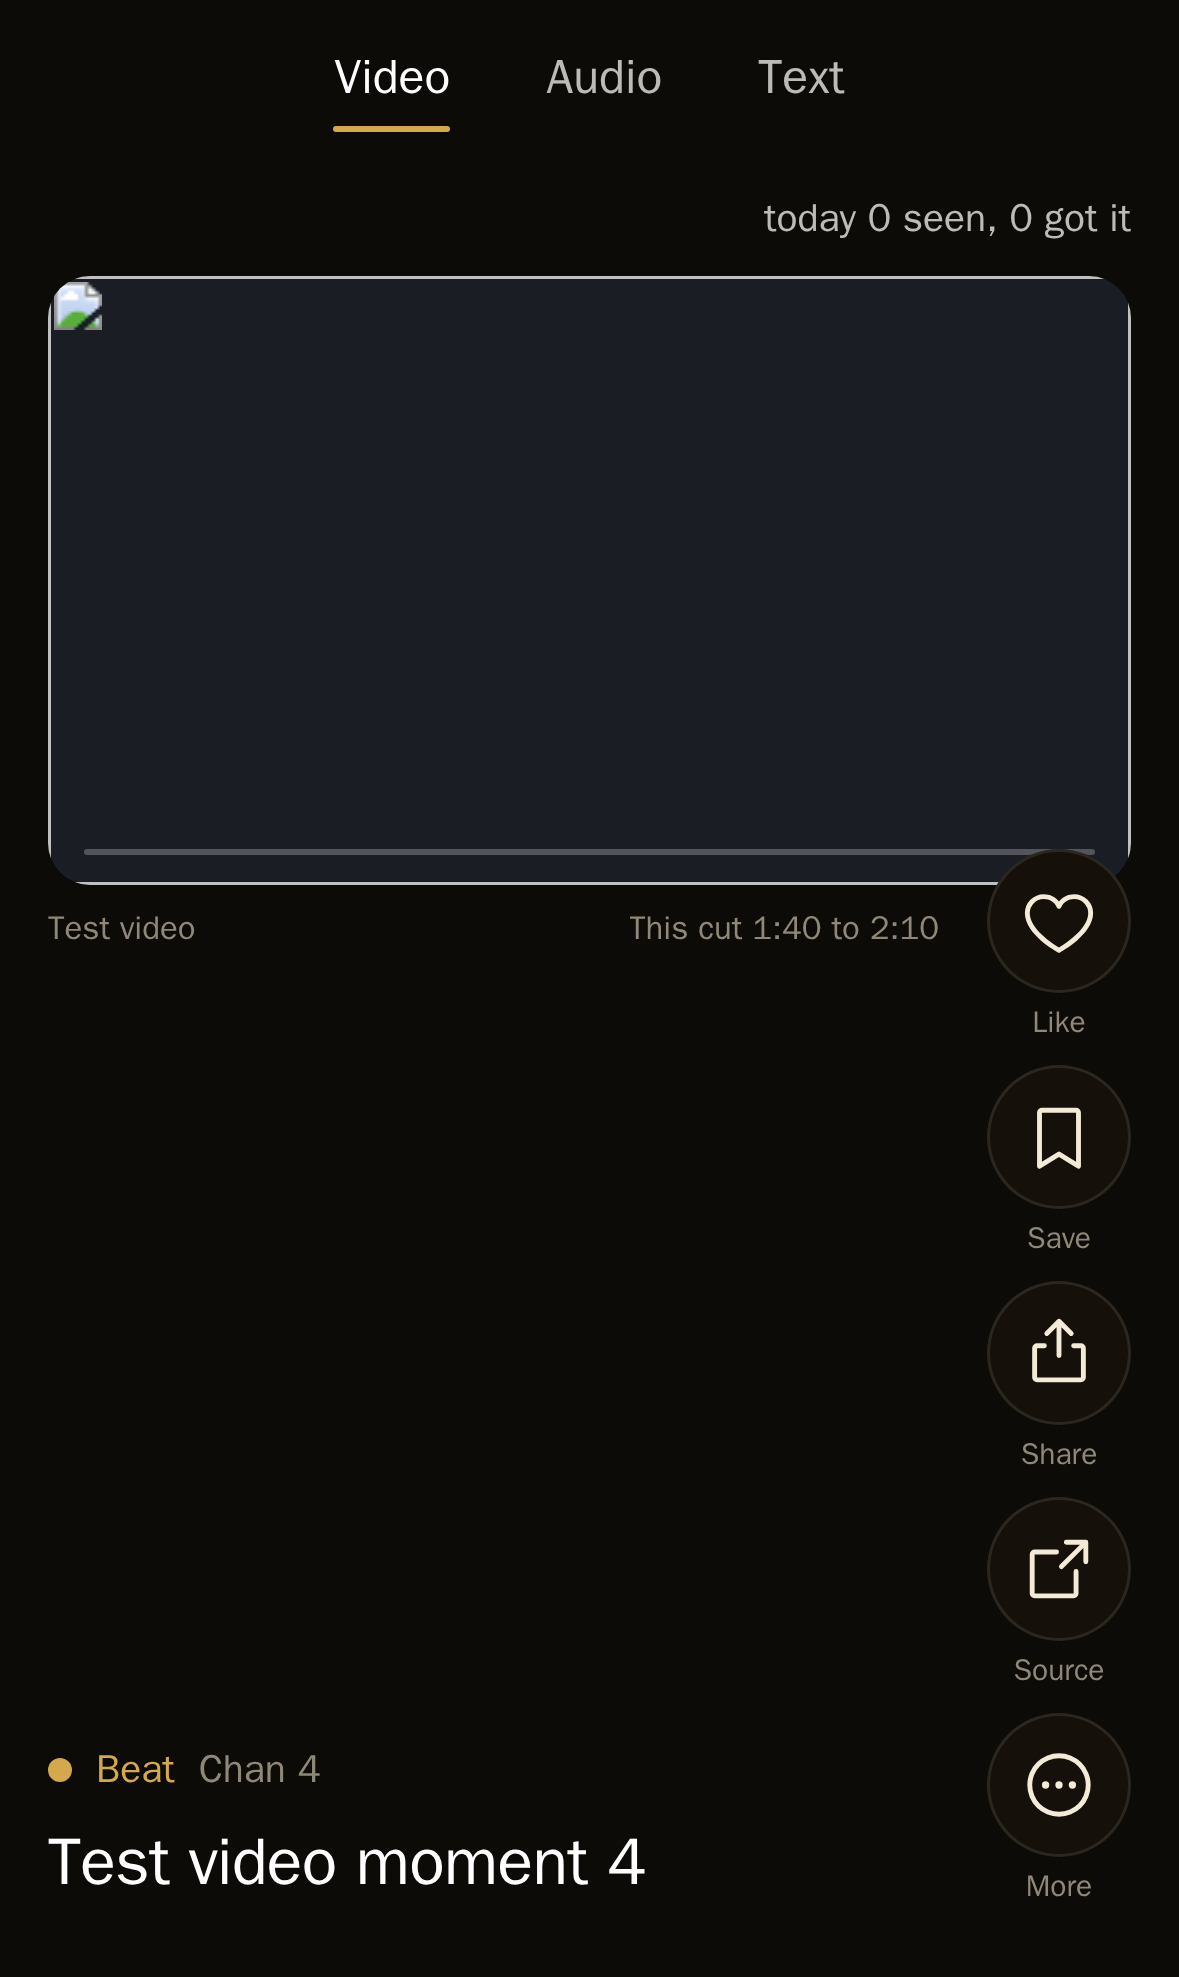 Video Audio Text
today 0 seen, 0 got it
Test video This cut 1:40 to 2:10
Like
Save
Share
Source
Beat Chan 4
Test video moment 4
More